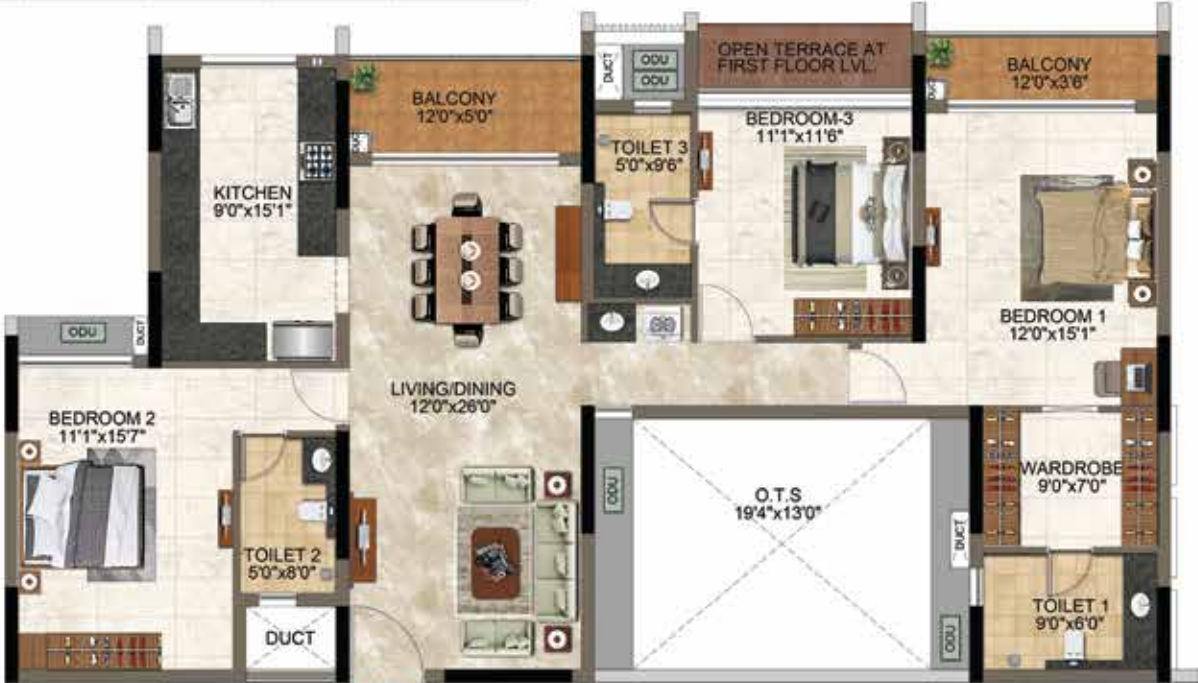 OPEN TERRACE AT
FIRST FLOOR LVL.
DUCT
ODU
ODU
BALCONY
12'0"x3'6"
DUCT
BALCONY
12'0"x5'0"
DUCT
BEDROOM-3
11'1"x11'6"
TOILET 3
5'0"x9'6"
KITCHEN
9'0"x15'1"
BEDROOM 1
12'0"x15'1"
ODU
DUCT
LIVING/DINING
12'0"x26'0"
BEDROOM 2
11'1"x15'7"
WARDROBE
9'0"x7'0"
ODU
O.T.S
19'4"x13'0"
DUCT
TOILET 2
5'0"x8'0"
TOILET 1
9'0"x6'0"
DUCT
ODU